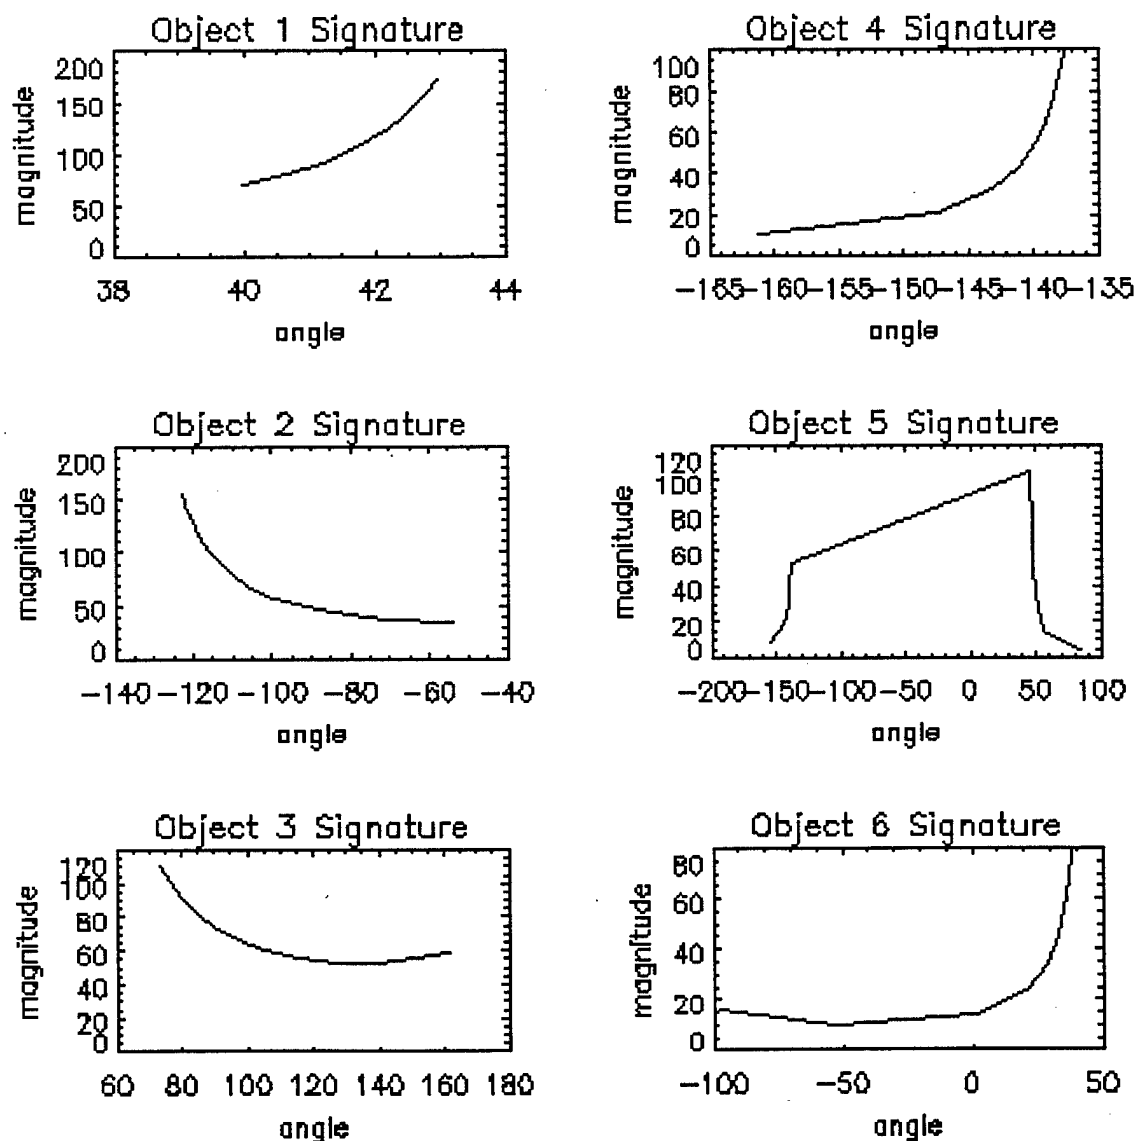 Object 1 Signature
magnitude
200
150
100
50
0
38 40 42 44
angle
Object 4 Signature
magnitude
100
80
60
40
20
0
-165 -160 -155 -150 -145 -140 -135
angle
Object 2 Signature
magnitude
200
150
100
50
0
-140 -120 -100 -80 -60 -40
angle
Object 5 Signature
magnitude
120
100
80
60
40
20
0
-200 -150 -100 -50 0 50 100
angle
Object 3 Signature
magnitude
120
100
80
60
40
20
0
60 80 100 120 140 160 180
angle
Object 6 Signature
magnitude
80
60
40
20
0
-100 -50 0 50
angle